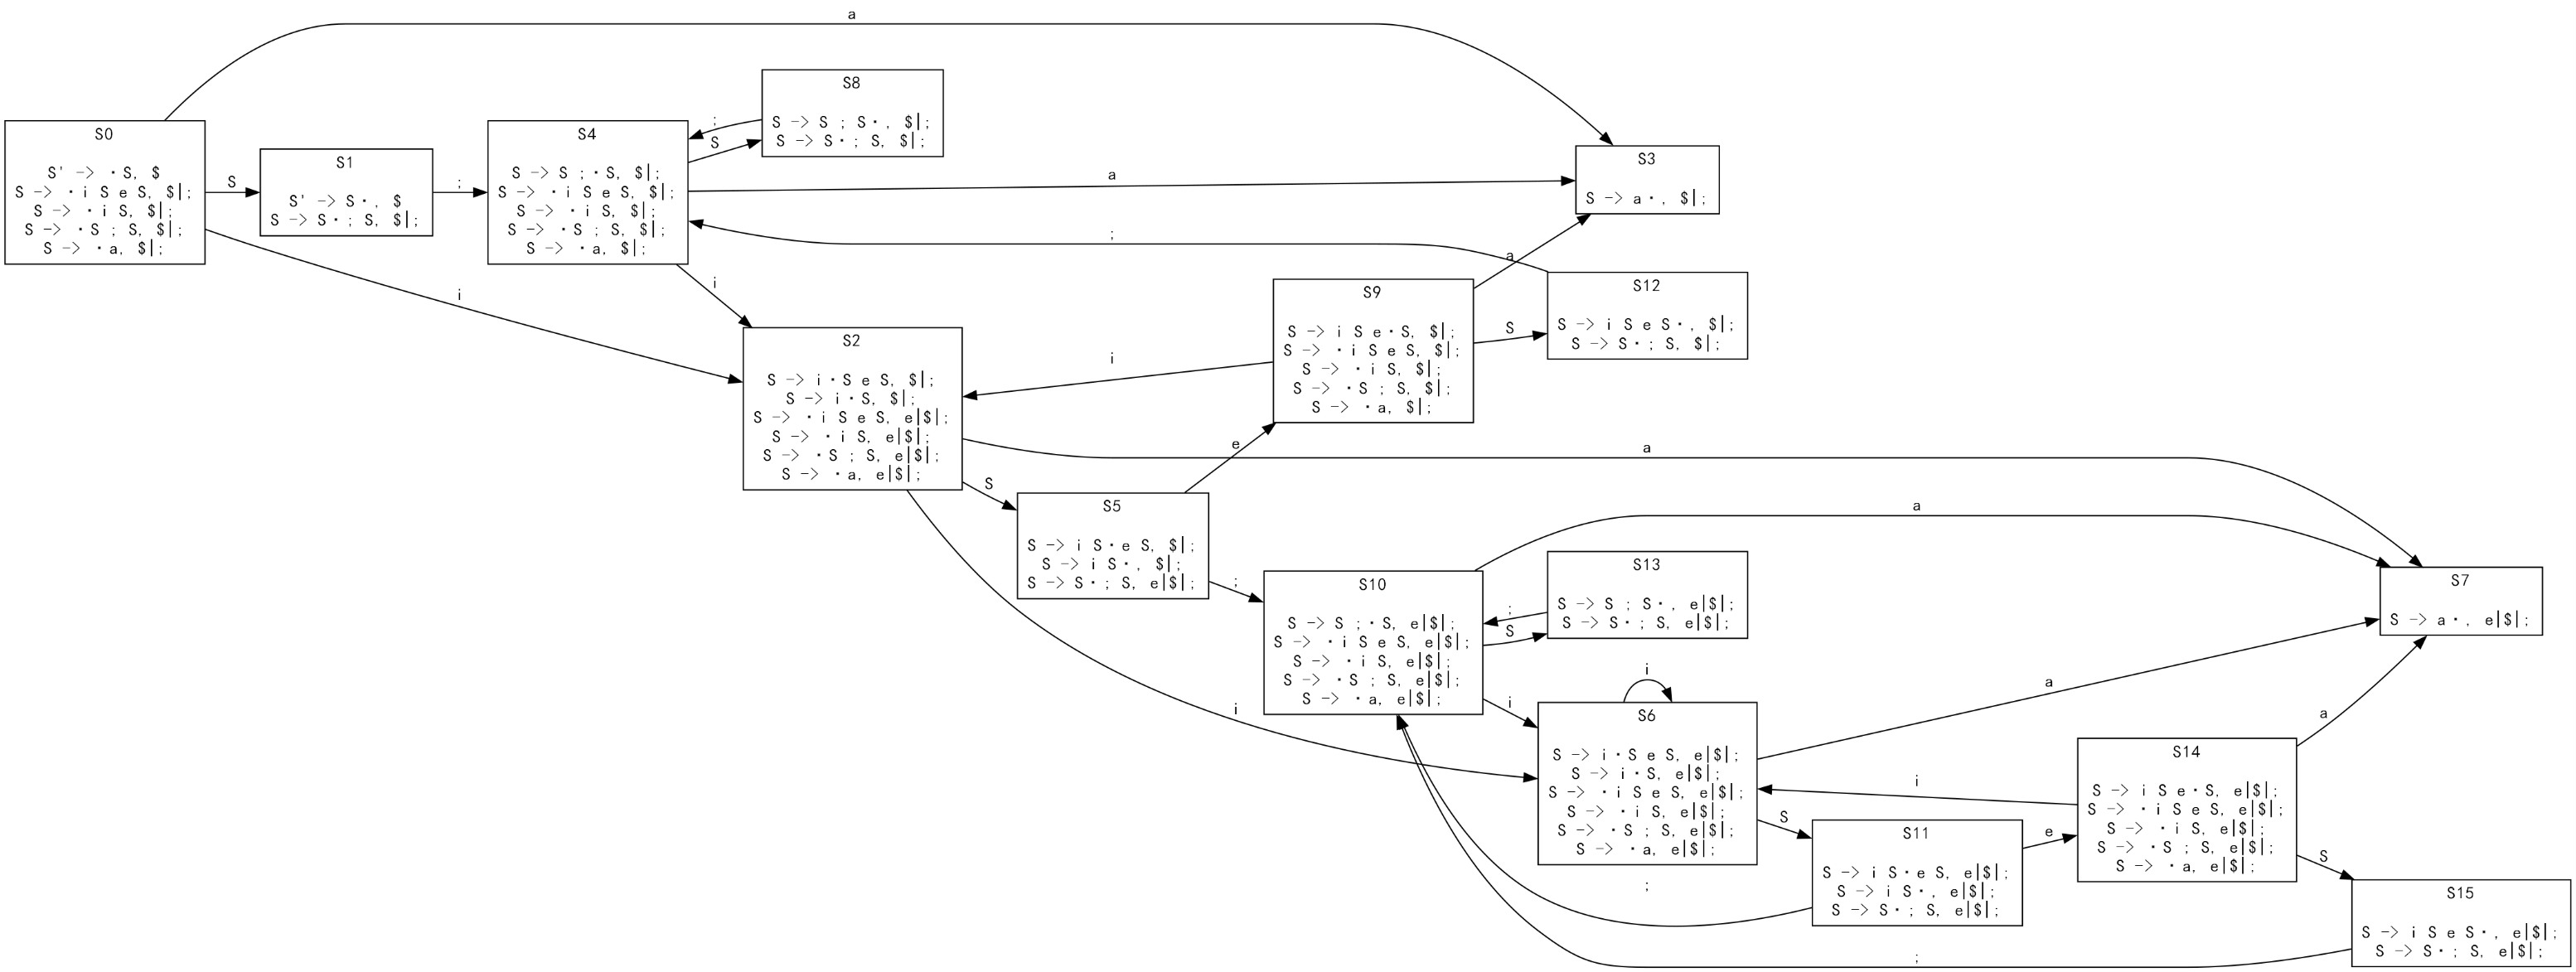 a
S8
S -> S ; S·, $|;
S -> S·; S, $|;
S0
S' -> ·S, $
S -> ·i S e S, $|;
S -> ·i S, $|;
S -> ·S ; S, $|;
S -> ·a, $|;
S
S1
S' -> S·, $
S -> S·; S, $|;
;
S4
S -> S ;·S, $|;
S -> ·i S e S, $|;
S -> ·i S, $|;
S -> ·S ; S, $|;
S -> ·a, $|;
;
S
a
S3
S -> a·, $|;
;
i
i
a
S9
S -> i S e·S, $|;
S -> ·i S e S, $|;
S -> ·i S, $|;
S -> ·S ; S, $|;
S -> ·a, $|;
S
S12
S -> i S e S·, $|;
S -> S·; S, $|;
S2
S -> i·S e S, $|;
S -> i·S, $|;
S -> ·i S e S, e|$|;
S -> ·i S, e|$|;
S -> ·S ; S, e|$|;
S -> ·a, e|$|;
i
a
e
S
S5
S -> i S·e S, $|;
S -> i S·, $|;
S -> S·; S, e|$|;
;
a
S10
S -> S ;·S, e|$|;
S -> ·i S e S, e|$|;
S -> ·i S, e|$|;
S -> ·S ; S, e|$|;
S -> ·a, e|$|;
;
S
S13
S -> S ; S·, e|$|;
S -> S·; S, e|$|;
S7
S -> a·, e|$|;
i
i
i
a
S6
S -> i·S e S, e|$|;
S -> i·S, e|$|;
S -> ·i S e S, e|$|;
S -> ·i S, e|$|;
S -> ·S ; S, e|$|;
S -> ·a, e|$|;
a
i
S14
S -> i S e·S, e|$|;
S -> ·i S e S, e|$|;
S -> ·i S, e|$|;
S -> ·S ; S, e|$|;
S -> ·a, e|$|;
S
S11
S -> i S·e S, e|$|;
S -> i S·, e|$|;
S -> S·; S, e|$|;
e
S
;
S15
S -> i S e S·, e|$|;
S -> S·; S, e|$|;
;